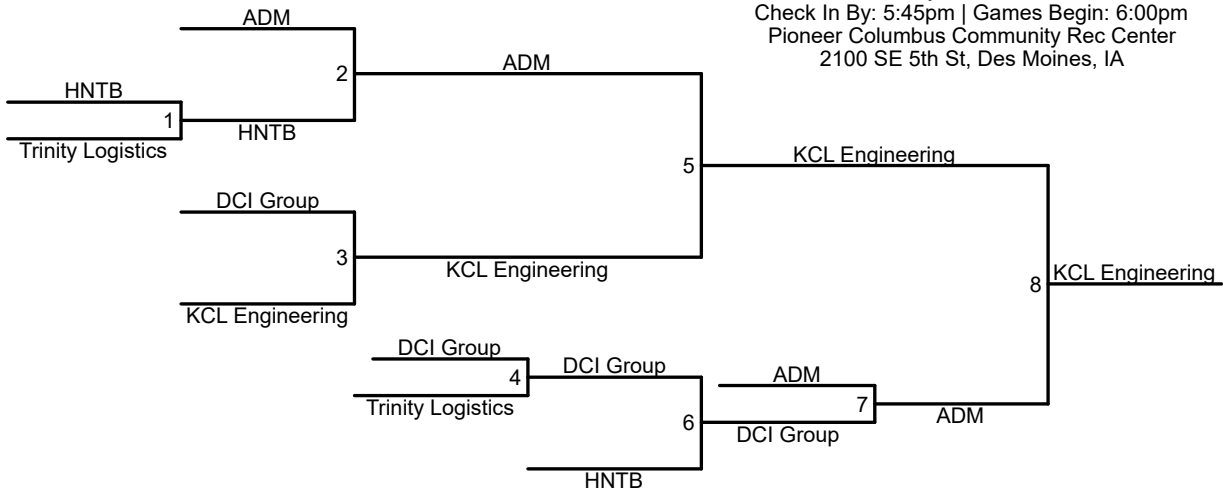 Check In By: 5:45pm | Games Begin: 6:00pm
Pioneer Columbus Community Rec Center
2100 SE 5th St, Des Moines, IA
ADM
2
ADM
HNTB
1
HNTB
Trinity Logistics
5
KCL Engineering
DCI Group
3
KCL Engineering
KCL Engineering
8
KCL Engineering
DCI Group
4
DCI Group
Trinity Logistics
ADM
7
ADM
6
DCI Group
HNTB